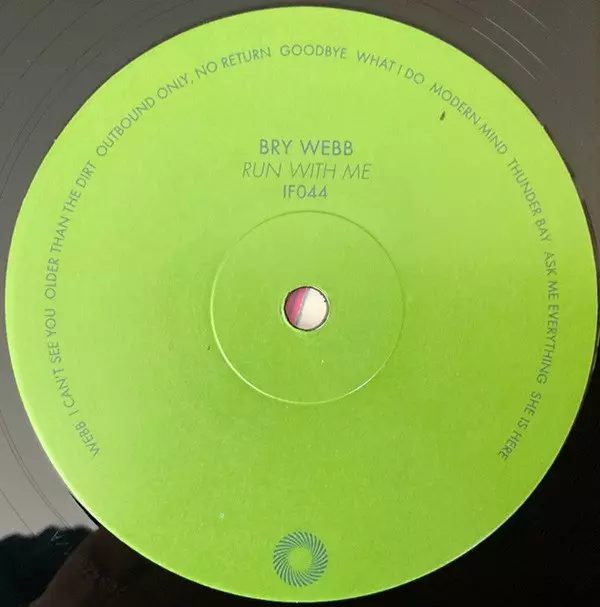 WEBB I CAN'T SEE YOU OLDER THAN THE DIRT OUTBOUND ONLY, NO RETURN GOODBYE WHAT I DO MODERN MIND THUNDER BAY ASK ME EVERYTHING SHE IS HERE
BRY WEBB
RUN WITH ME
IF044